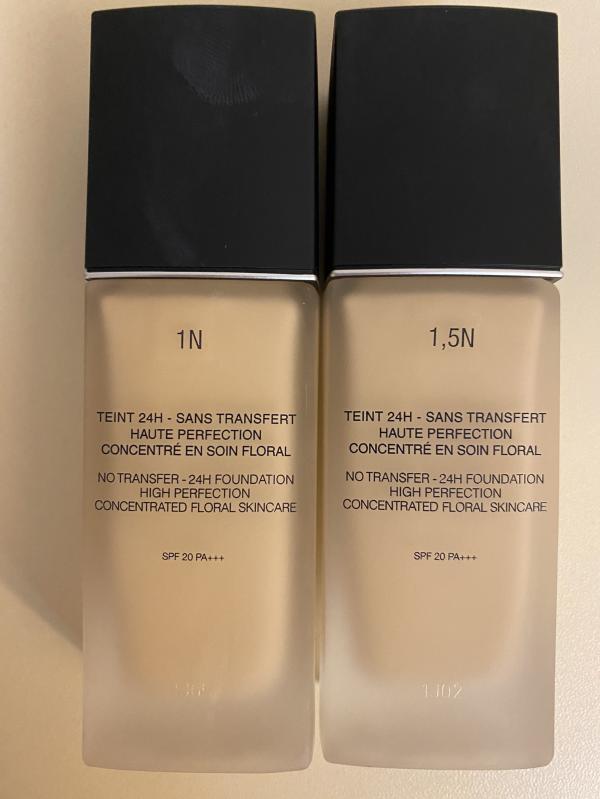 1N
TEINT 24H - SANS TRANSFERT
HAUTE PERFECTION
CONCENTRÉ EN SOIN FLORAL
NO TRANSFER - 24H FOUNDATION
HIGH PERFECTION
CONCENTRATED FLORAL SKINCARE
SPF 20 PA+++
1,5N
TEINT 24H - SANS TRANSFERT
HAUTE PERFECTION
CONCENTRÉ EN SOIN FLORAL
NO TRANSFER - 24H FOUNDATION
HIGH PERFECTION
CONCENTRATED FLORAL SKINCARE
SPF 20 PA+++
1J02